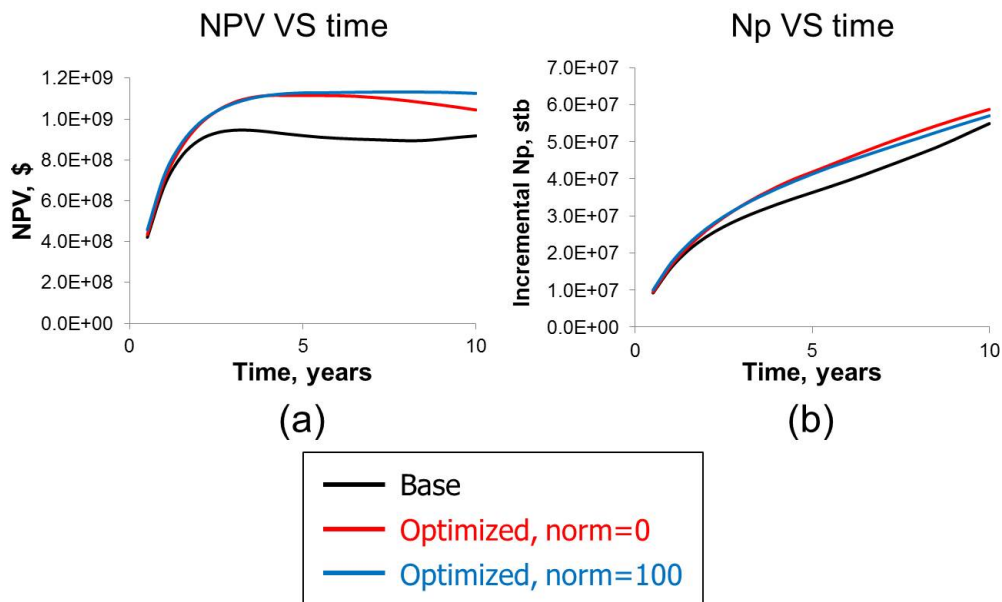 NPV VS time
NPV, $
1.2E+09
1.0E+09
8.0E+08
6.0E+08
4.0E+08
2.0E+08
0.0E+00
0
5
10
Time, years
(a)
Np VS time
Incremental Np, stb
7.0E+07
6.0E+07
5.0E+07
4.0E+07
3.0E+07
2.0E+07
1.0E+07
0.0E+00
0
5
10
Time, years
(b)
Base
Optimized, norm=0
Optimized, norm=100